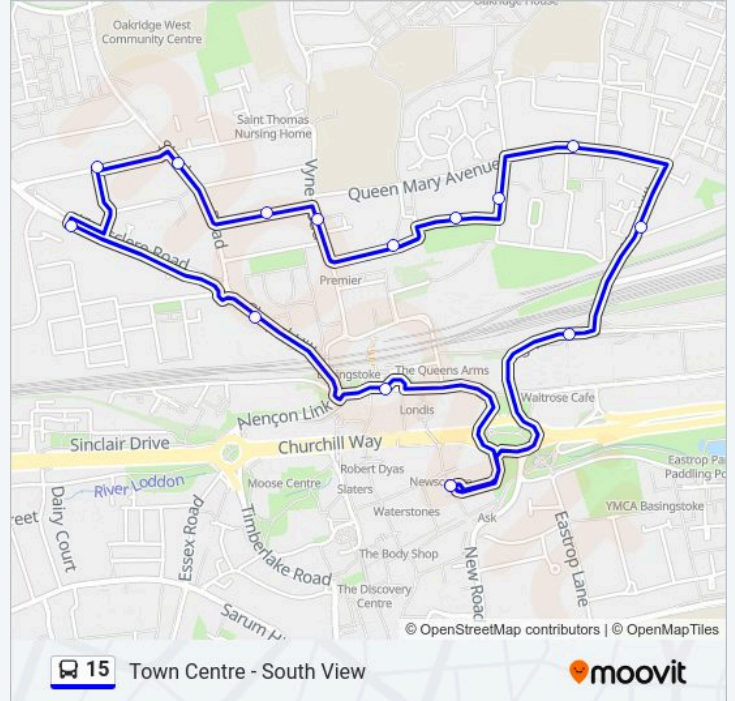 Oakridge House
Oakridge West
Community Centre
Saint Thomas
Nursing Home
Vyne
Queen Mary Avenue
Road
Premier
Basingstoke
The Queens Arms
Alençon Link
Londis
Waitrose Cafe
Sinclair Drive
Churchill Way
Robert Dyas
River Loddon
Moose Centre
Slaters
Newsc
Eastrop Pa
Paddling Po
Dairy Court
Essex Road
Waterstones
Ask
YMCA Basingstoke
reet
Timberlake Road
The Body Shop
New Road
Eastrop Lane
The Discovery
Centre
Sarum H
© OpenStreetMap contributors | © OpenMapTiles
15 Town Centre - South View
moovit